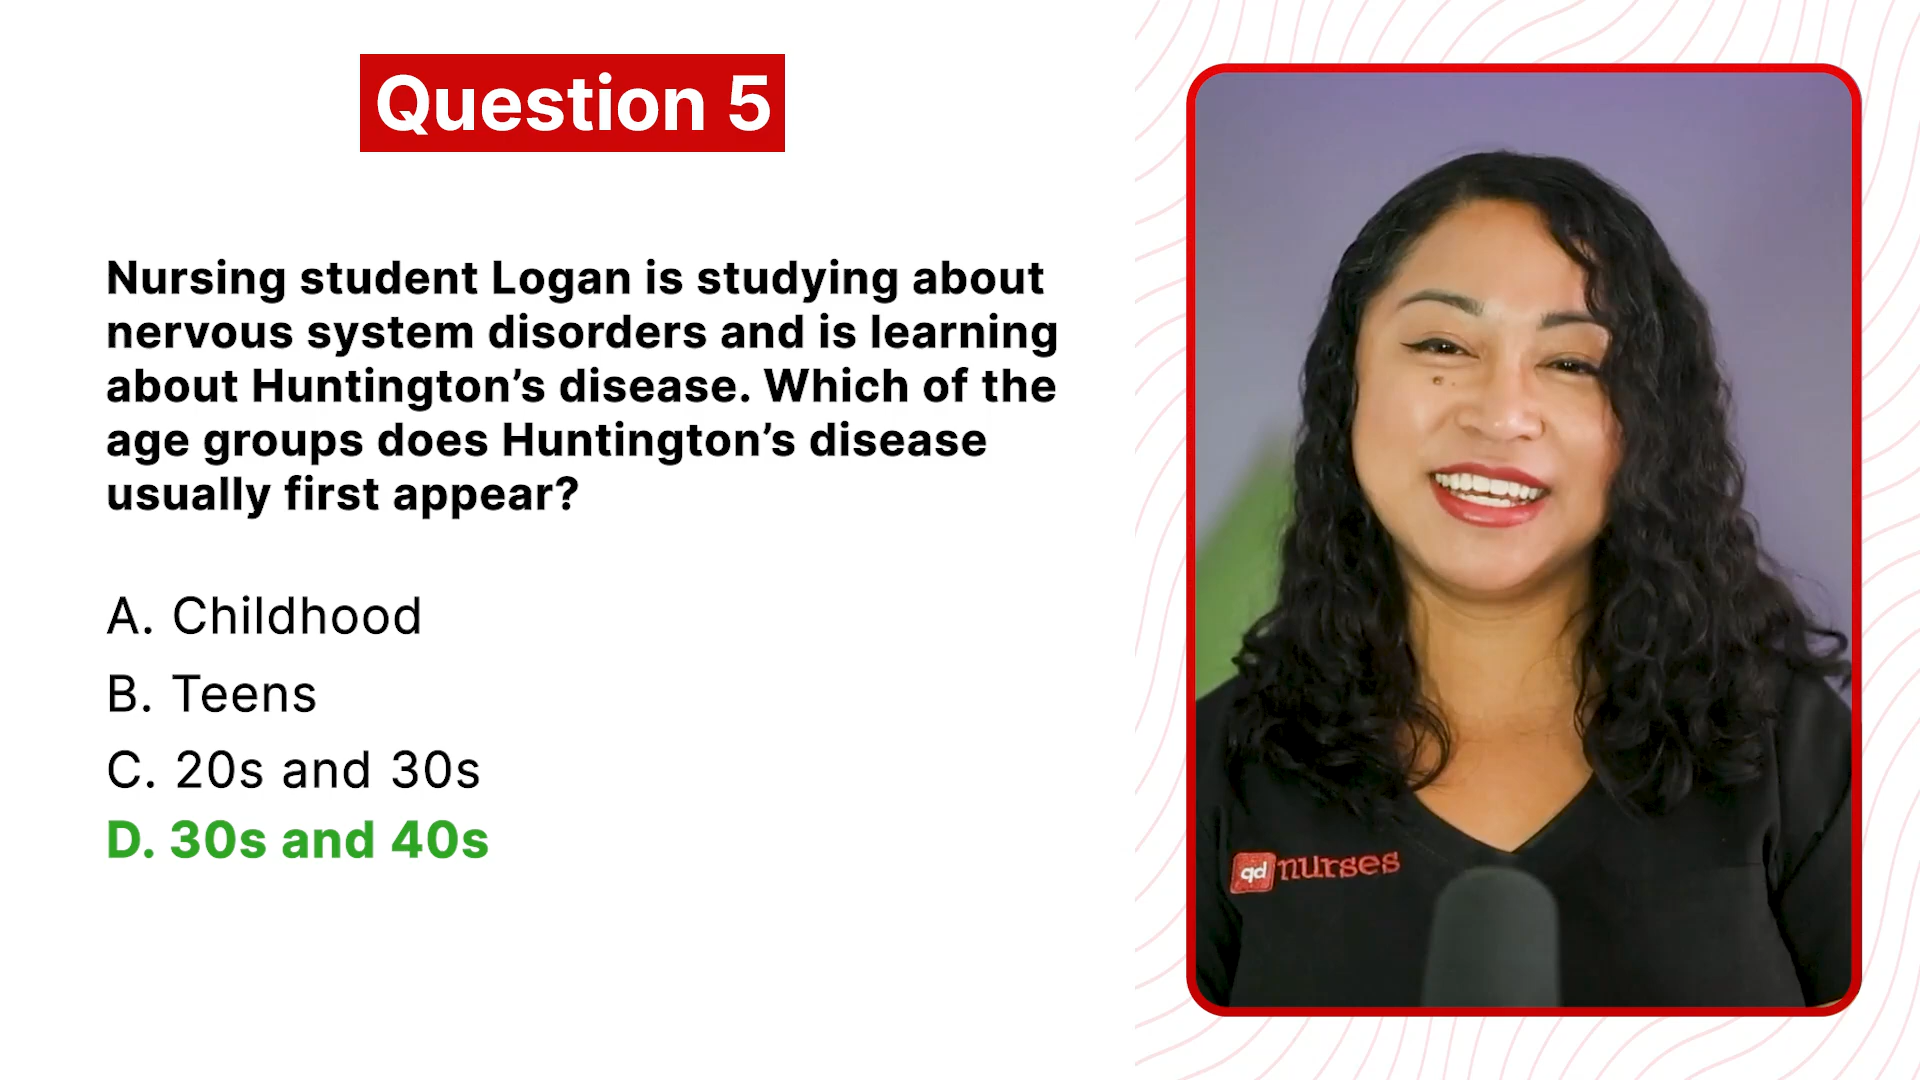 Question 5
Nursing student Logan is studying about
nervous system disorders and is learning
about Huntington’s disease. Which of the
age groups does Huntington’s disease
usually first appear?
A. Childhood
B. Teens
C. 20s and 30s
D. 30s and 40s
qd nurses